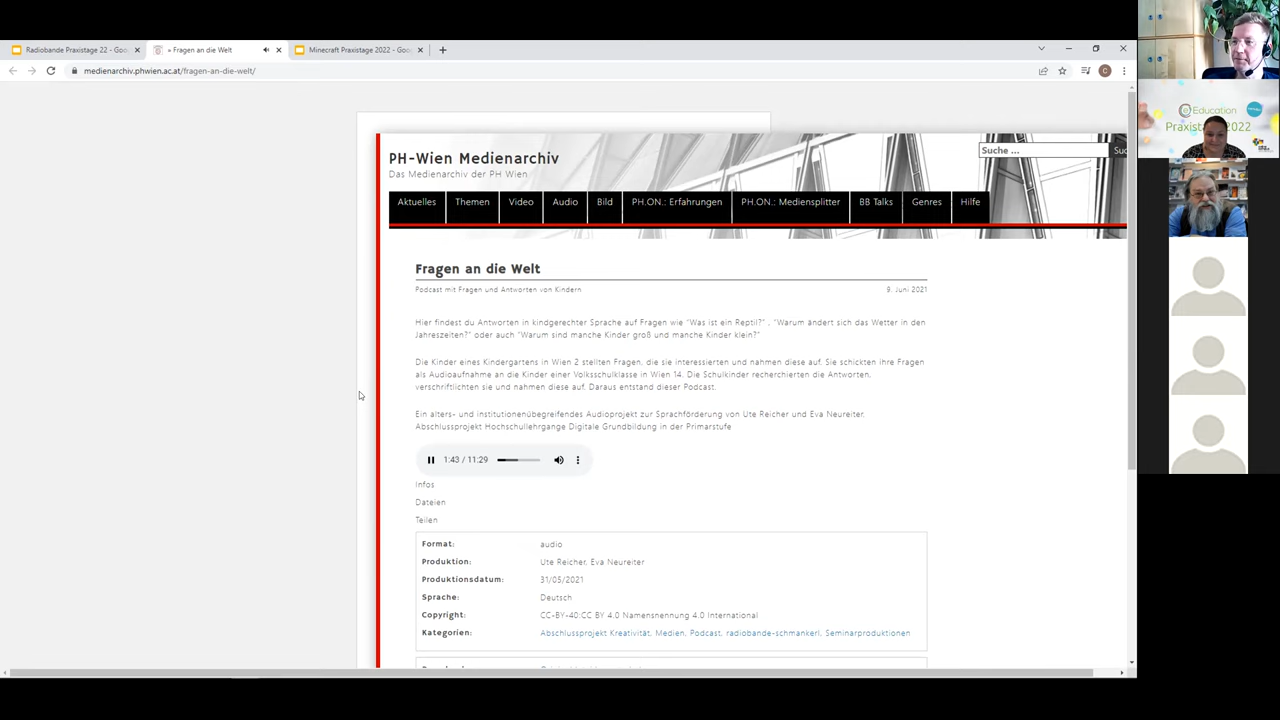 Radiobande Praxistage 22 - Goo
» Fragen an die Welt
Minecraft Praxistage 2022 - Goo
medienarchiv.phwien.ac.at/fragen-an-die-welt/
C
eEducation
Praxista 2022
PH-Wien Medienarchiv
Das Medienarchiv der PH Wien
Suche ...
Suc
Aktuelles
Themen
Video
Audio
Bild
PH.ON.: Erfahrungen
PH.ON.: Mediensplitter
BB Talks
Genres
Hilfe
Fragen an die Welt
Podcast mit Fragen und Antworten von Kindern
9. Juni 2021
Hier findest du Antworten in kindgerechter Sprache auf Fragen wie "Was ist ein Reptil?" , "Warum ändert sich das Wetter in den
Jahreszeiten?" oder auch "Warum sind manche Kinder groß und manche Kinder klein?"
Die Kinder eines Kindergartens in Wien 2 stellten Fragen, die sie interessierten und nahmen diese auf. Sie schickten ihre Fragen
als Audioaufnahme an die Kinder einer Volksschulklasse in Wien 14. Die Schulkinder recherchierten die Antworten,
verschriftlichten sie und nahmen diese auf. Daraus entstand dieser Podcast.
Ein alters- und institutionenübegreifendes Audioprojekt zur Sprachförderung von Ute Reicher und Eva Neureiter,
Abschlussprojekt Hochschullehrgange Digitale Grundbildung in der Primarstufe
1:43 / 11:29
Infos
Dateien
Teilen
Format: audio
Produktion: Ute Reicher, Eva Neureiter
Produktionsdatum: 31/05/2021
Sprache: Deutsch
Copyright: CC-BY-40:CC BY 4.0 Namensnennung 4.0 International
Kategorien: Abschlussprojekt Kreativität, Medien, Podcast, radiobande-schmankerl, Seminarproduktionen